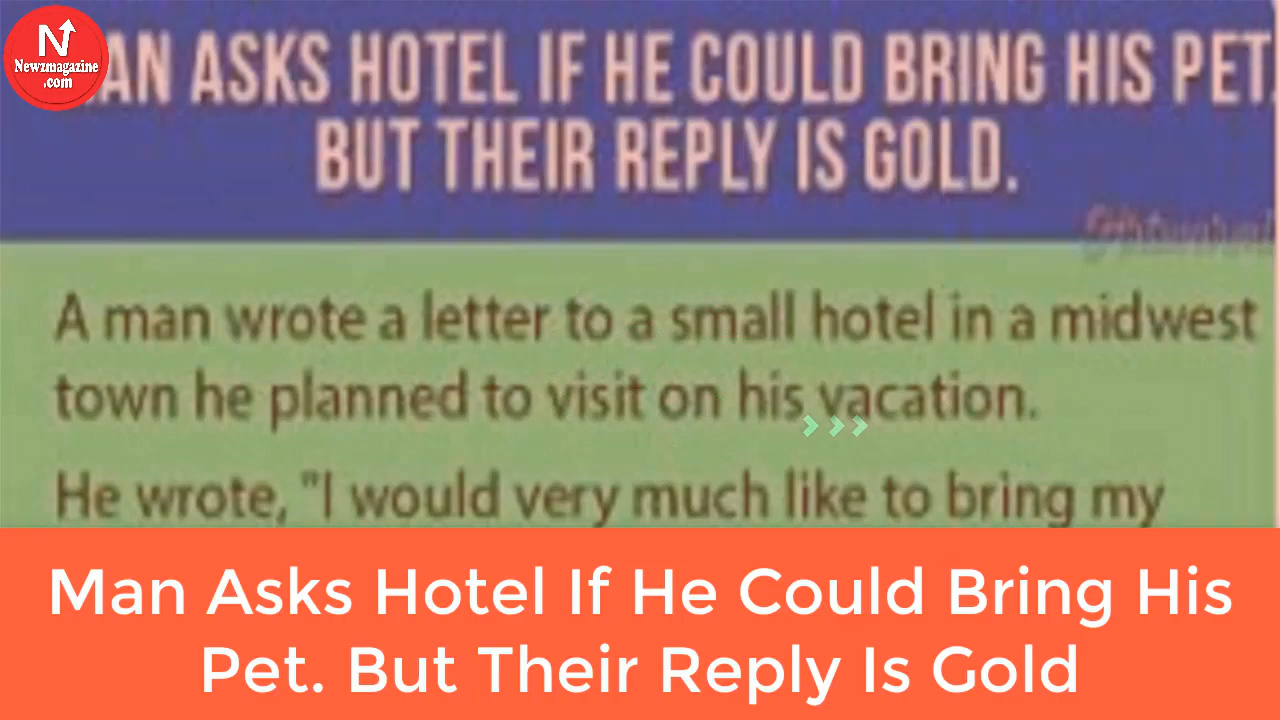 N
Newzmagazine
.com
AN ASKS HOTEL IF HE COULD BRING HIS PET.
BUT THEIR REPLY IS GOLD.
A man wrote a letter to a small hotel in a midwest
town he planned to visit on his vacation.
He wrote, "I would very much like to bring my
Man Asks Hotel If He Could Bring His
Pet. But Their Reply Is Gold